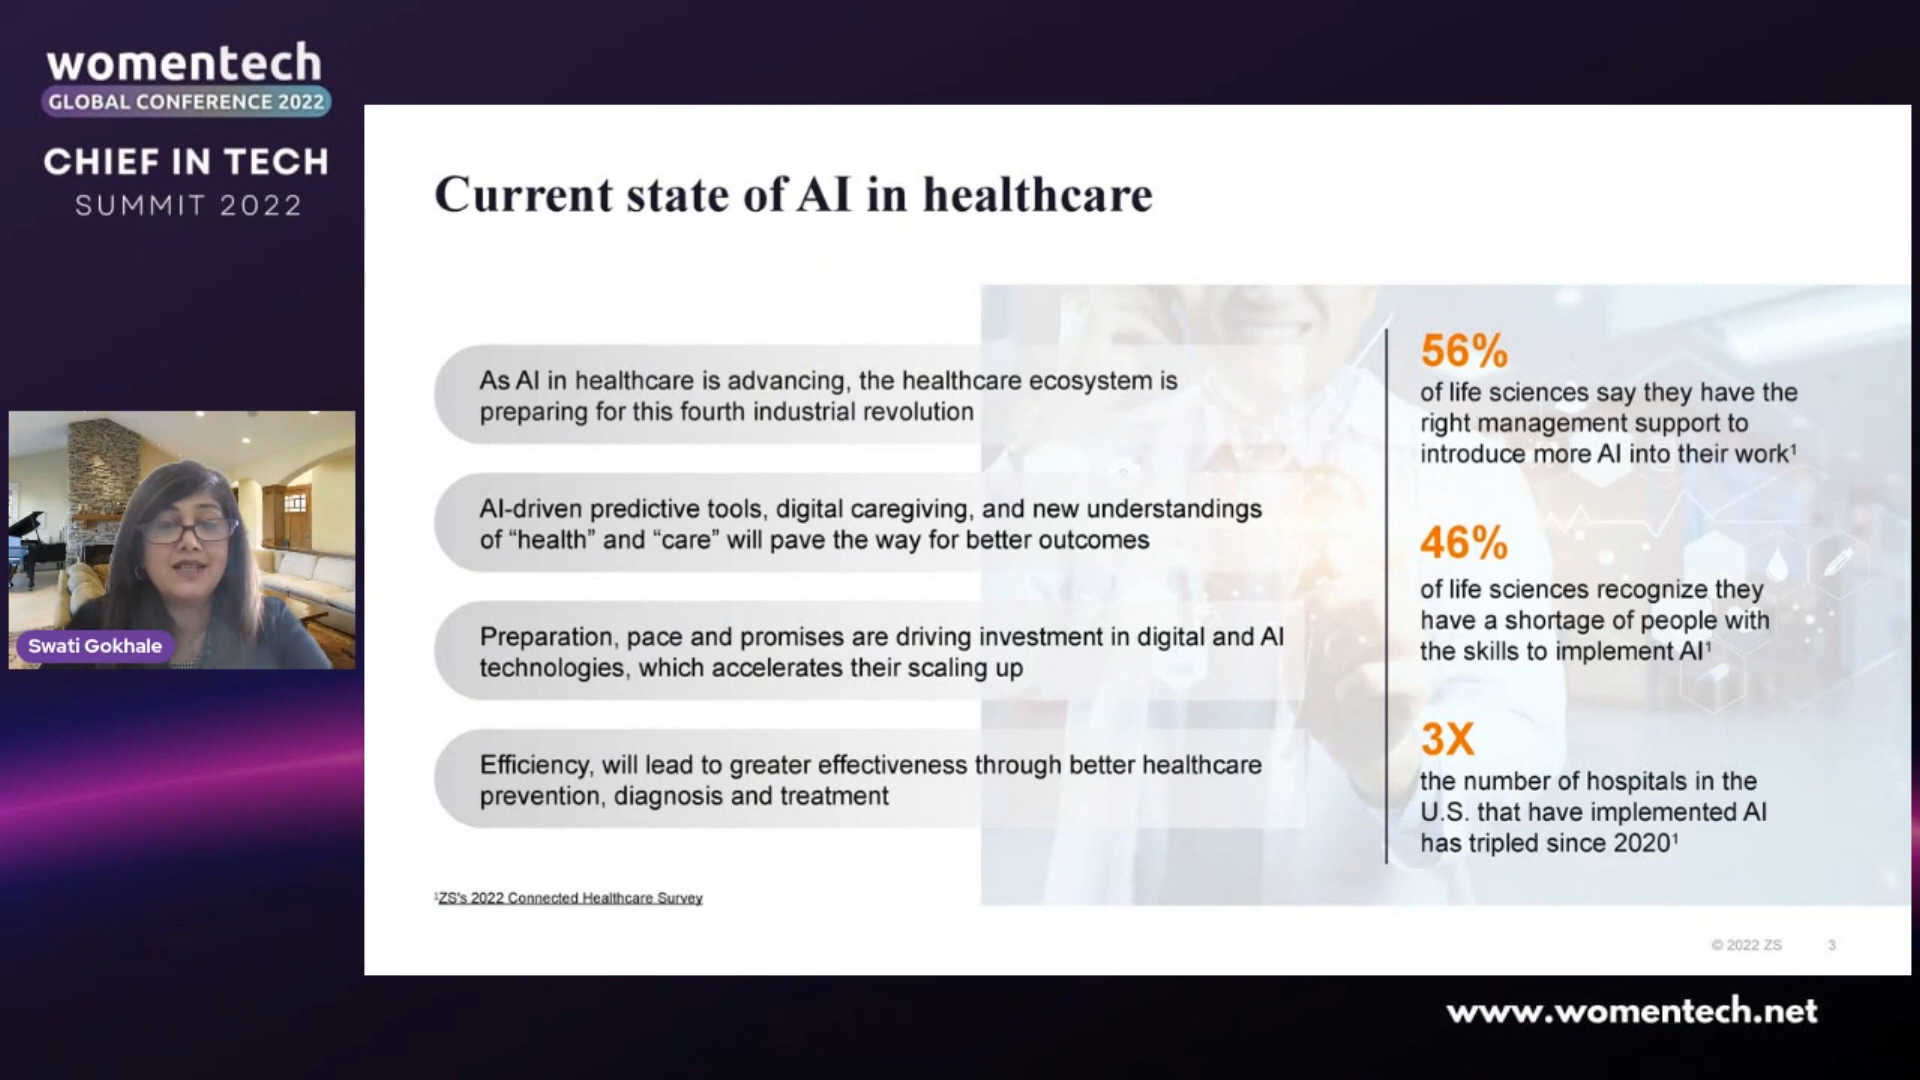 womentech
GLOBAL CONFERENCE 2022
CHIEF IN TECH
SUMMIT 2022
Swati Gokhale
Current state of AI in healthcare
As AI in healthcare is advancing, the healthcare ecosystem is
preparing for this fourth industrial revolution
AI-driven predictive tools, digital caregiving, and new understandings
of “health” and “care” will pave the way for better outcomes
Preparation, pace and promises are driving investment in digital and AI
technologies, which accelerates their scaling up
Efficiency, will lead to greater effectiveness through better healthcare
prevention, diagnosis and treatment
56%
of life sciences say they have the
right management support to
introduce more AI into their work¹
46%
of life sciences recognize they
have a shortage of people with
the skills to implement AI¹
3X
the number of hospitals in the
U.S. that have implemented AI
has tripled since 2020¹
¹ZS's 2022 Connected Healthcare Survey
© 2022 ZS 3
www.womentech.net